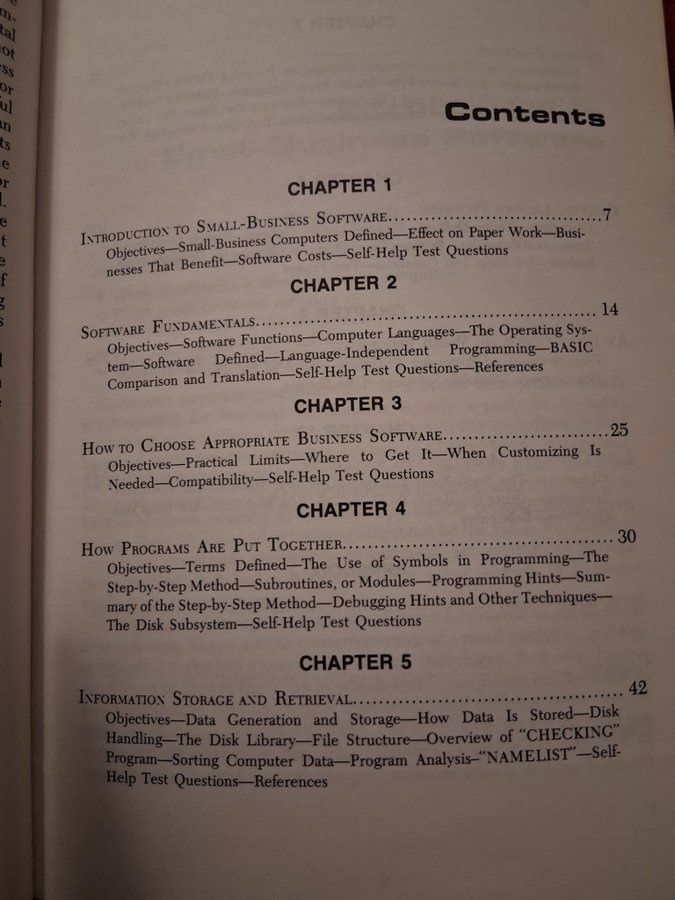 m-
tal
ot
ss
or
ul
an
ts
e
or
l.
e
t
e
f
g
s
Contents
CHAPTER 1
Introduction to Small-Business Software....................................7
Objectives—Small-Business Computers Defined—Effect on Paper Work—Busi-
nesses That Benefit—Software Costs—Self-Help Test Questions
CHAPTER 2
Software Fundamentals.................................................... 14
Objectives—Software Functions—Computer Languages—The Operating Sys-
tem—Software Defined—Language-Independent Programming—BASIC
Comparison and Translation—Self-Help Test Questions—References
CHAPTER 3
How to Choose Appropriate Business Software...........................25
Objectives—Practical Limits—Where to Get It—When Customizing Is
Needed—Compatibility—Self-Help Test Questions
CHAPTER 4
How Programs Are Put Together.......................................... 30
Objectives—Terms Defined—The Use of Symbols in Programming—The
Step-by-Step Method—Subroutines, or Modules—Programming Hints—Sum-
mary of the Step-by-Step Method—Debugging Hints and Other Techniques—
The Disk Subsystem—Self-Help Test Questions
CHAPTER 5
Information Storage and Retrieval........................................ 42
Objectives—Data Generation and Storage—How Data Is Stored—Disk
Handling—The Disk Library—File Structure—Overview of "CHECKING"
Program—Sorting Computer Data—Program Analysis–"NAMELIST"—Self-
Help Test Questions—References